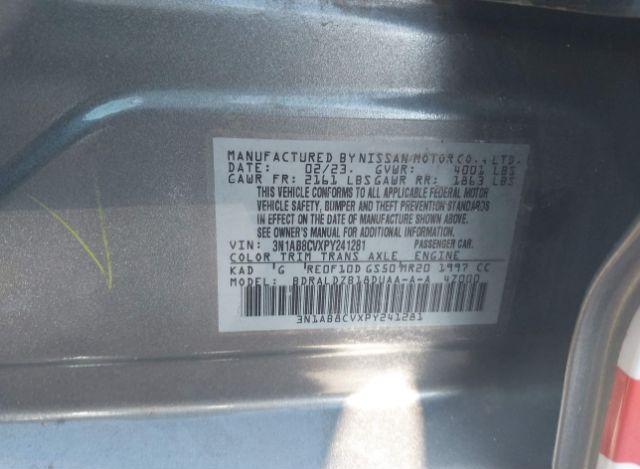 MANUFACTURED BY NISSAN MOTOR CO., LTD.
DATE: 02/23. GVWR: 4001 LBS
GAWR FR: 2161 LBS GAWR RR: 1863 LBS
THIS VEHICLE CONFORMS TO ALL APPLICABLE FEDERAL MOTOR
VEHICLE SAFETY, BUMPER AND THEFT PREVENTION STANDARDS
IN EFFECT ON THE DATE OF MANUFACTURE SHOWN ABOVE.
SEE OWNER'S MANUAL FOR ADDITIONAL INFORMATION.
VIN: 3N1AB8CVXPY241281 PASSENGER CAR.
COLOR TRIM TRANS AXLE ENGINE
KAD G RE0F10D GS50 MR20 1997 CC
MODEL: BDRALDZB18DUAA-A-A 47000
3N1AB8CVXPY241281